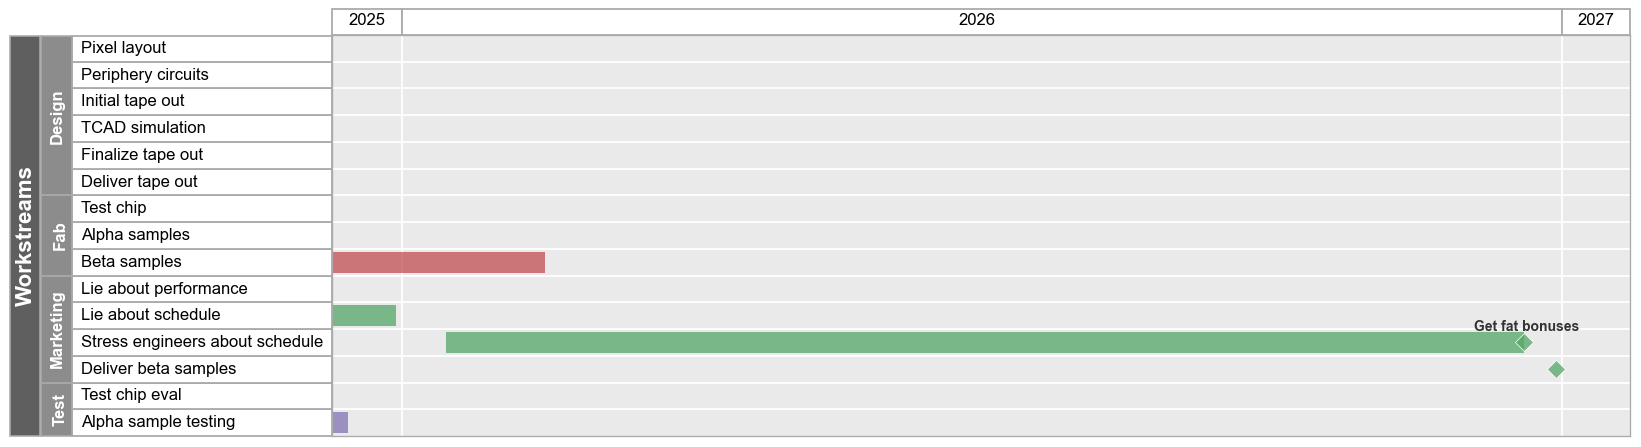 2025
2026
2027
Workstreams
Design
Pixel layout
Periphery circuits
Initial tape out
TCAD simulation
Finalize tape out
Deliver tape out
Fab
Test chip
Alpha samples
Beta samples
Marketing
Lie about performance
Lie about schedule
Stress engineers about schedule
Get fat bonuses
Deliver beta samples
Test
Test chip eval
Alpha sample testing